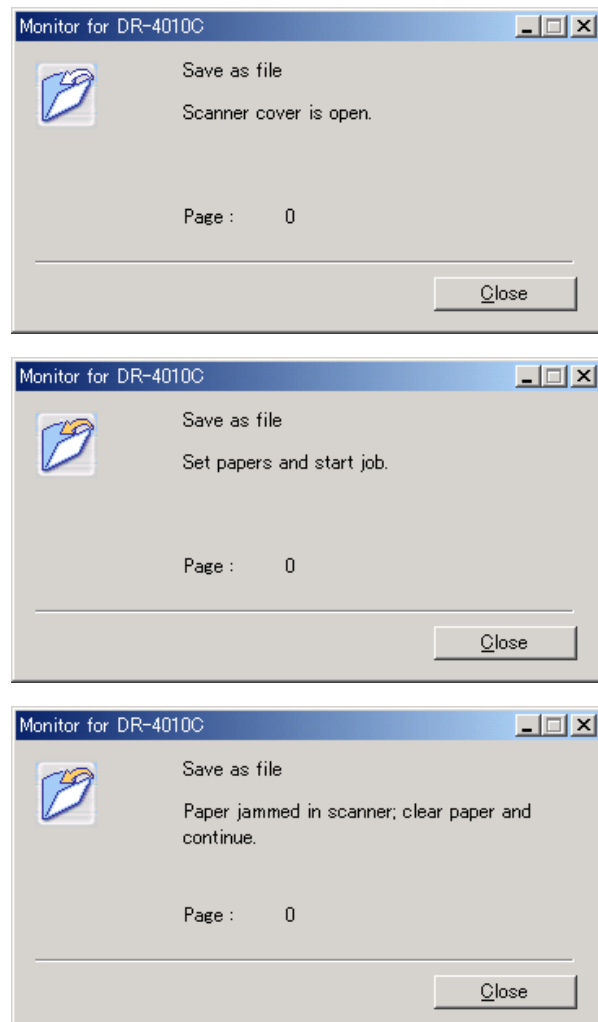 Monitor for DR-4010C
Save as file
Scanner cover is open.
Page : 0
Close
Monitor for DR-4010C
Save as file
Set papers and start job.
Page : 0
Close
Monitor for DR-4010C
Save as file
Paper jammed in scanner; clear paper and
continue.
Page : 0
Close